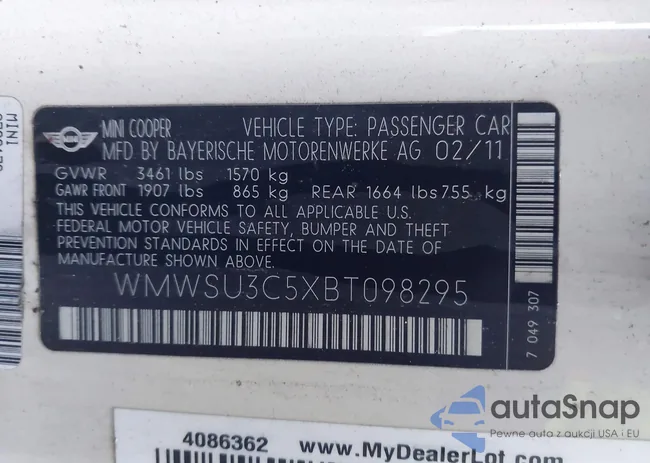 MINI COOPER VEHICLE TYPE: PASSENGER CAR
MFD BY BAYERISCHE MOTORENWERKE AG 02/11
GVWR 3461 lbs 1570 kg
GAWR FRONT 1907 lbs 865 kg REAR 1664 lbs 755 kg
THIS VEHICLE CONFORMS TO ALL APPLICABLE U.S.
FEDERAL MOTOR VEHICLE SAFETY, BUMPER AND THEFT
PREVENTION STANDARDS IN EFFECT ON THE DATE OF
MANUFACTURE SHOWN ABOVE.
WMWSU3C5XBT098295
7 049 307
MINI
4086362 www.MyDealerLot.com
autoSnap
Pewne auta z aukcji USA i EU